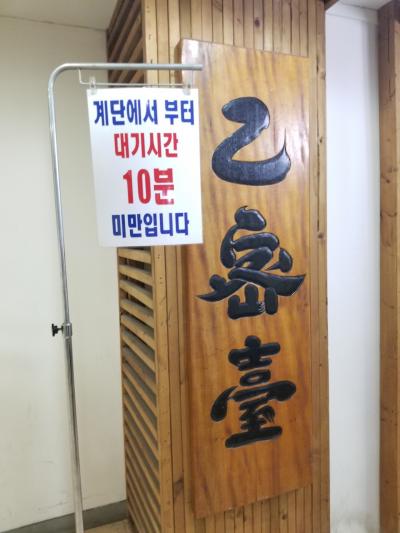 계단에서 부터
대기시간
10분
미만입니다
乙密臺